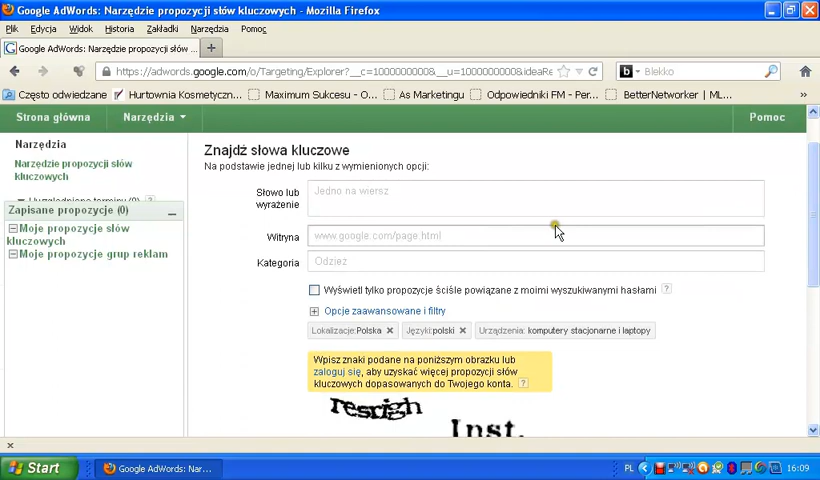 Google AdWords: Narzędzie propozycji słów kluczowych - Mozilla Firefox
Plik Edycja Widok Historia Zakładki Narzędzia Pomoc
Google AdWords: Narzędzie propozycji słów ...
https://adwords.google.com/o/Targeting/Explorer?__c=1000000000&__u=1000000000&ideaRe
Blekko
Często odwiedzane Hurtownia Kosmetyczn... Maximum Sukcesu - O... As Marketingu Odpowiedniki FM - Per... BetterNetworker | ML... »
Strona główna Narzędzia Pomoc
Narzędzia
Narzędzie propozycji słów
kluczowych
Uwzględnione terminy (0) ?
Zapisane propozycje (0)
Moje propozycje słów
kluczowych
Moje propozycje grup reklam
Znajdź słowa kluczowe
Na podstawie jednej lub kilku z wymienionych opcji:
Słowo lub
wyrażenie
Jedno na wiersz
Witryna www.google.com/page.html
Kategoria Odzież
Wyświetl tylko propozycje ściśle powiązane z moimi wyszukiwanymi hasłami ?
Opcje zaawansowane i filtry
Lokalizacje: Polska × Języki: polski × Urządzenia: komputery stacjonarne i laptopy
Wpisz znaki podane na poniższym obrazku lub
zaloguj się, aby uzyskać więcej propozycji słów
kluczowych dopasowanych do Twojego konta. ?
Inst.
Start Google AdWords: Nar... PL 16:09